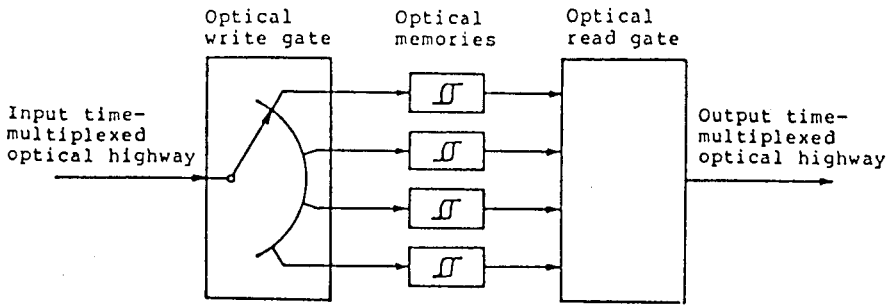 Optical
write gate
Optical
memories
Optical
read gate
Input time-
multiplexed
optical highway
Output time-
multiplexed
optical highway